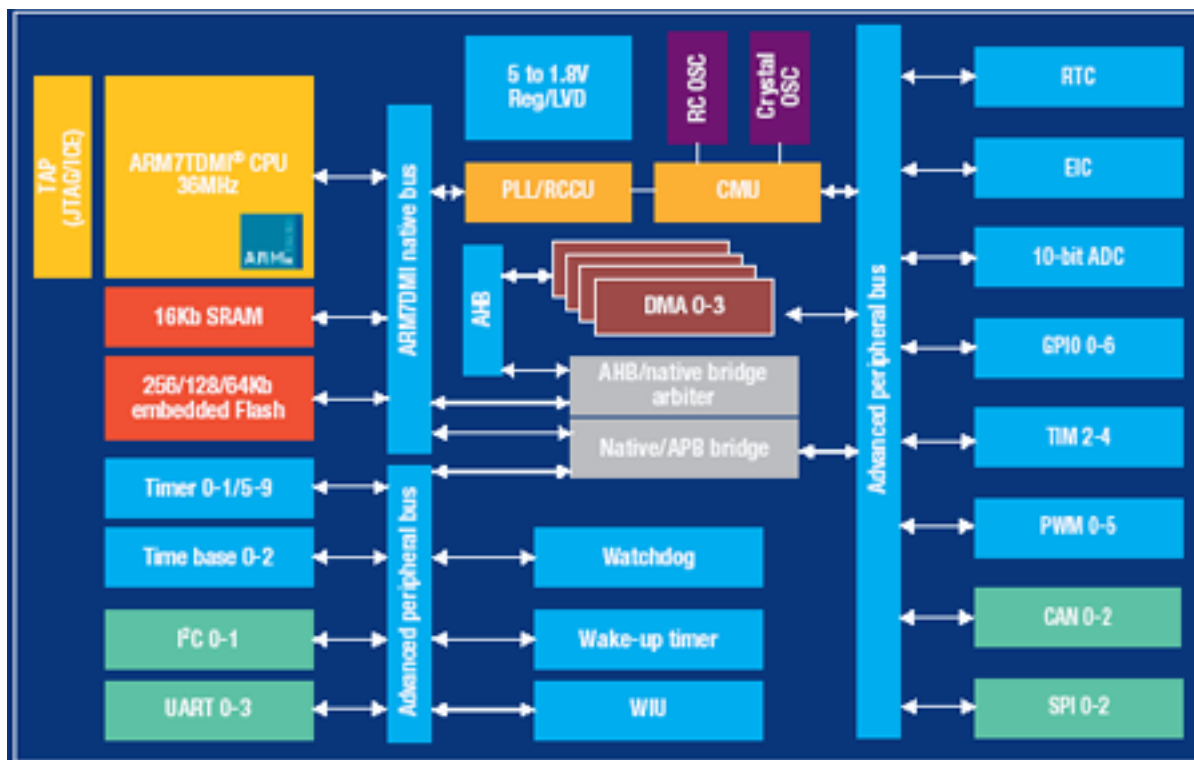 TAP
(JTAG/ICE)
ARM7TDMI® CPU
36MHz
ARM
16Kb SRAM
256/128/64Kb
embedded Flash
Timer 0-1/5-9
Time base 0-2
I²C 0-1
UART 0-3
ARM7/DMI native bus
Advanced peripheral bus
5 to 1.8V
Reg/LVD
RC OSC
Crystal
OSC
PLL/RCCU
CMU
AHB
DMA 0-3
AHB/native bridge
arbiter
Native/APB bridge
Watchdog
Wake-up timer
WIU
Advanced peripheral bus
RTC
EIC
10-bit ADC
GPIO 0-6
TIM 2-4
PWM 0-5
CAN 0-2
SPI 0-2